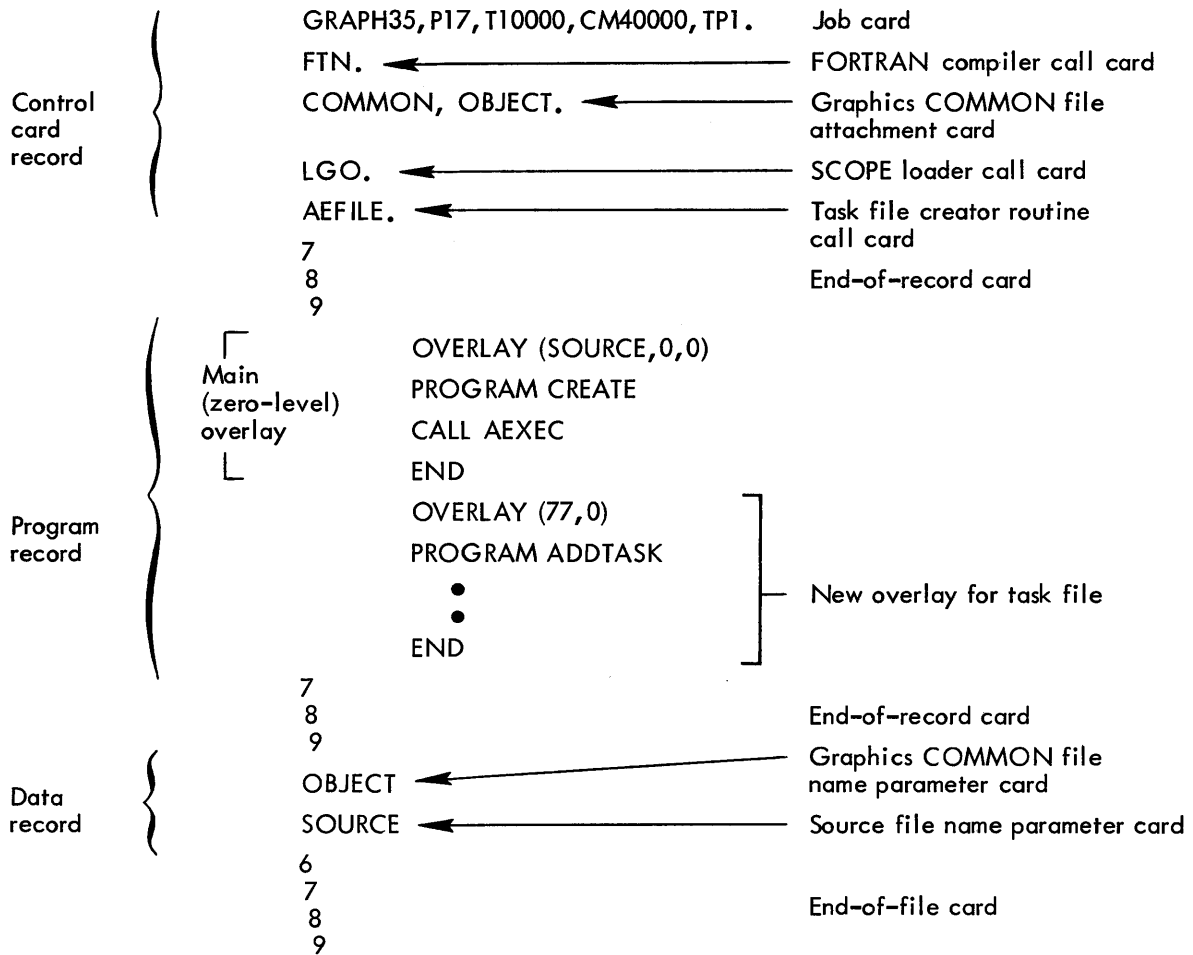 GRAPH35,P17,T10000,CM40000,TP1. Job card
FTN. FORTRAN compiler call card
Control card record
COMMON, OBJECT. Graphics COMMON file attachment card
LGO. SCOPE loader call card
AEFILE. Task file creator routine call card
7
8 End-of-record card
9
OVERLAY (SOURCE,0,0)
Main (zero-level) overlay
PROGRAM CREATE
CALL AEXEC
END
OVERLAY (77,0)
Program record
PROGRAM ADDTASK
New overlay for task file
END
7
8 End-of-record card
9
Data record
OBJECT Graphics COMMON file name parameter card
SOURCE Source file name parameter card
6
7
8 End-of-file card
9